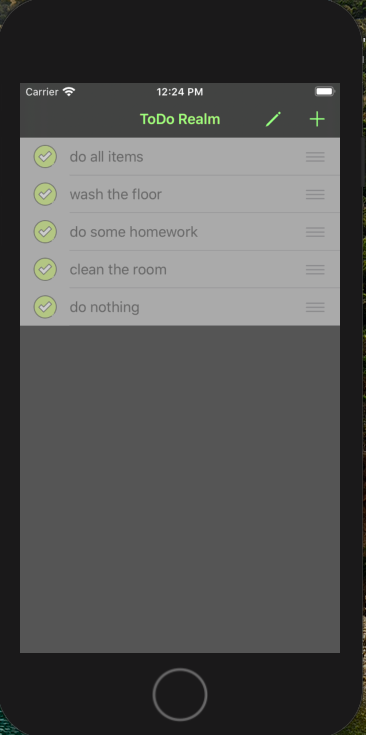 Carrier
12:24 PM
ToDo Realm
do all items
wash the floor
do some homework
clean the room
do nothing